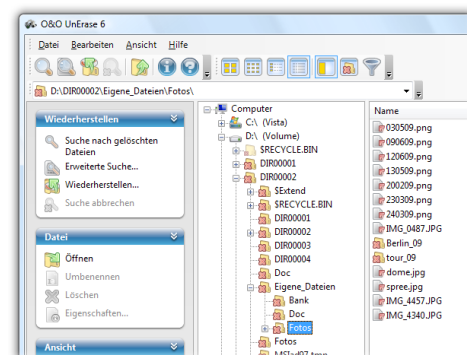 O&O UnErase 6
Datei Bearbeiten Ansicht Hilfe
D:\DIR00002\Eigene_Dateien\Fotos\
Wiederherstellen
Suche nach gelöschten
Dateien
Erweiterte Suche...
Wiederherstellen...
Suche abbrechen
Datei
Öffnen
Umbenennen
Löschen
Eigenschaften...
Ansicht
Computer
C:\ (Vista)
D:\ (Volume)
$RECYCLE.BIN
DIR00001
DIR00002
$Extend
$RECYCLE.BIN
DIR00001
DIR00002
DIR00003
DIR00004
Doc
Eigene_Dateien
Bank
Doc
Fotos
Fotos
Name
030509.png
090609.png
120609.png
130509.png
200209.png
230309.png
240309.png
IMG_0487.JPG
Berlin_09
tour_09
dome.jpg
spree.jpg
IMG_4457.JPG
IMG_4340.JPG